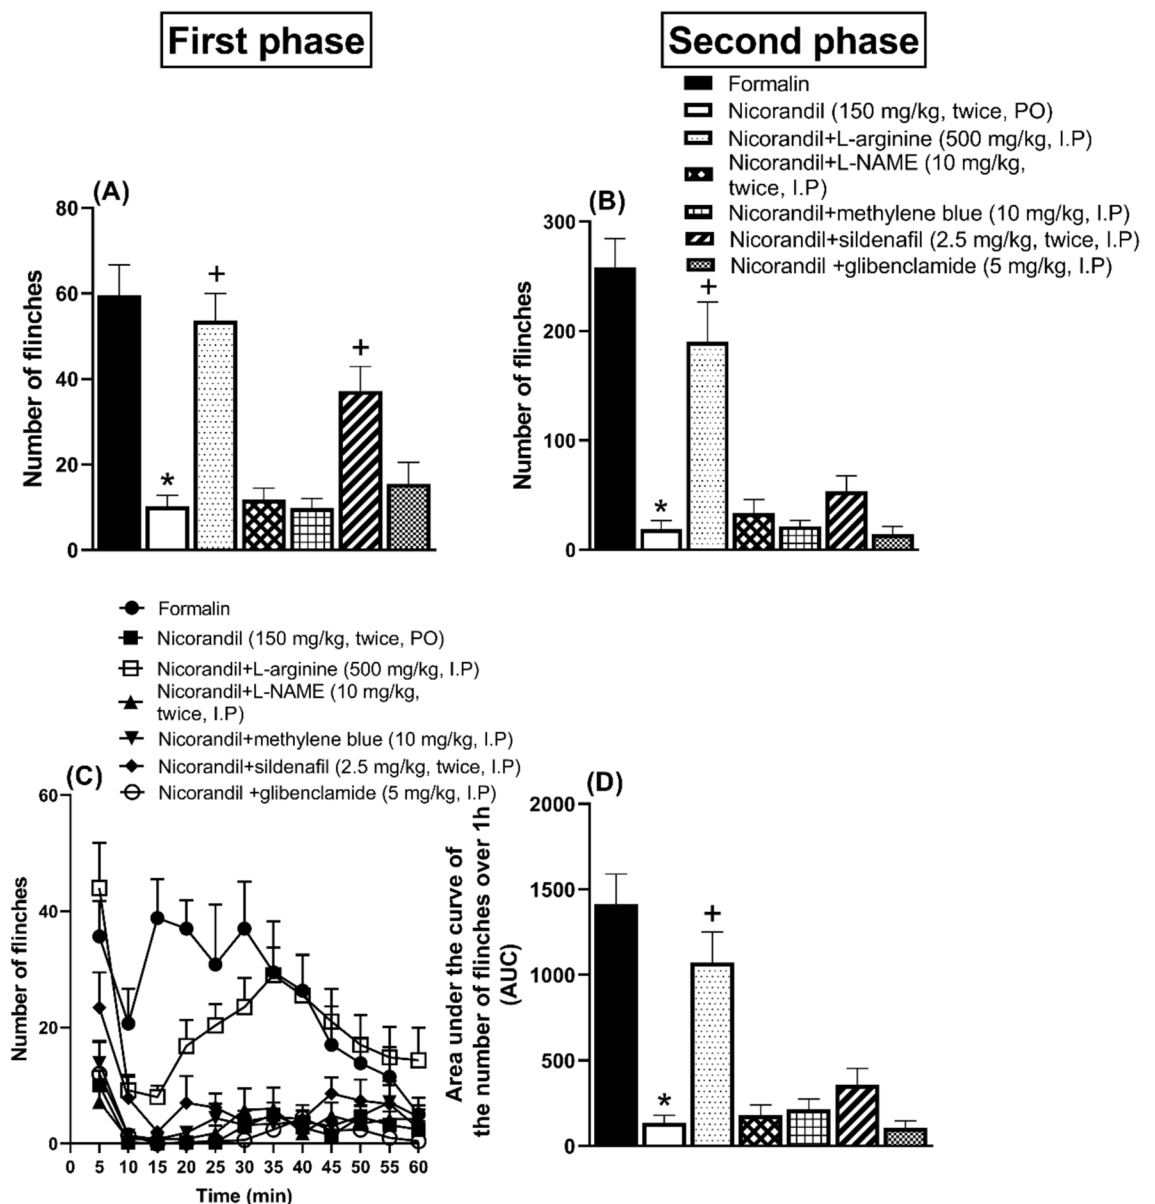 First phase
Second phase
Formalin
Nicorandil (150 mg/kg, twice, PO)
Nicorandil+L-arginine (500 mg/kg, I.P)
Nicorandil+L-NAME (10 mg/kg,
twice, I.P)
Nicorandil+methylene blue (10 mg/kg, I.P)
Nicorandil+sildenafil (2.5 mg/kg, twice, I.P)
Nicorandil +glibenclamide (5 mg/kg, I.P)
(A)
Number of flinches
80
60
40
20
0
+
*
+
(B)
Number of flinches
300
200
100
0
+
*
Formalin
Nicorandil (150 mg/kg, twice, PO)
Nicorandil+L-arginine (500 mg/kg, I.P)
Nicorandil+L-NAME (10 mg/kg,
twice, I.P)
Nicorandil+methylene blue (10 mg/kg, I.P)
Nicorandil+sildenafil (2.5 mg/kg, twice, I.P)
Nicorandil +glibenclamide (5 mg/kg, I.P)
(C)
Number of flinches
60
40
20
0
0 5 10 15 20 25 30 35 40 45 50 55 60
Time (min)
(D)
Area under the curve of
the number of flinches over 1h
(AUC)
2000
1500
1000
500
0
+
*